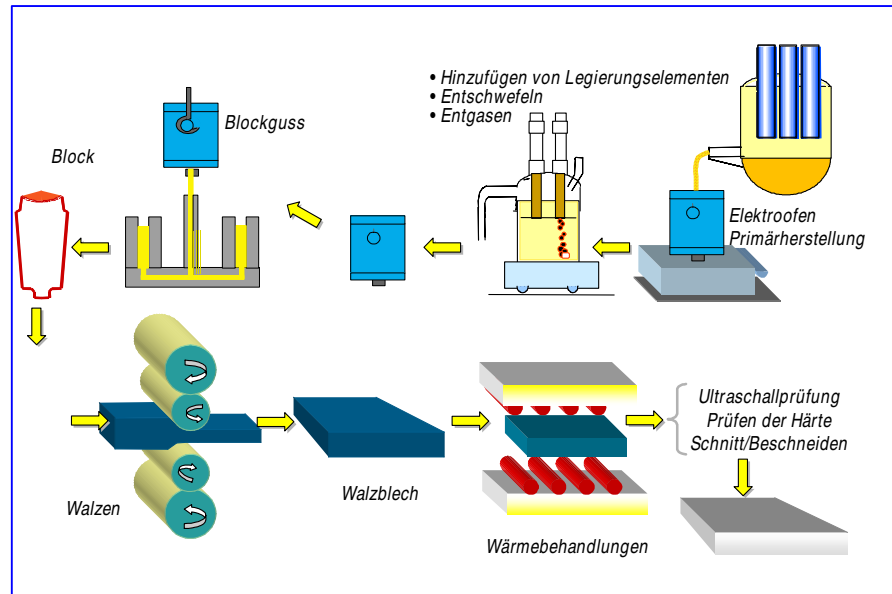 • Hinzufügen von Legierungselementen
• Entschwefeln
• Entgasen
Blockguss
Block
Elektroofen
Primärherstellung
Walzen
Walzblech
Wärmebehandlungen
Ultraschallprüfung
Prüfen der Härte
Schnitt/Beschneiden